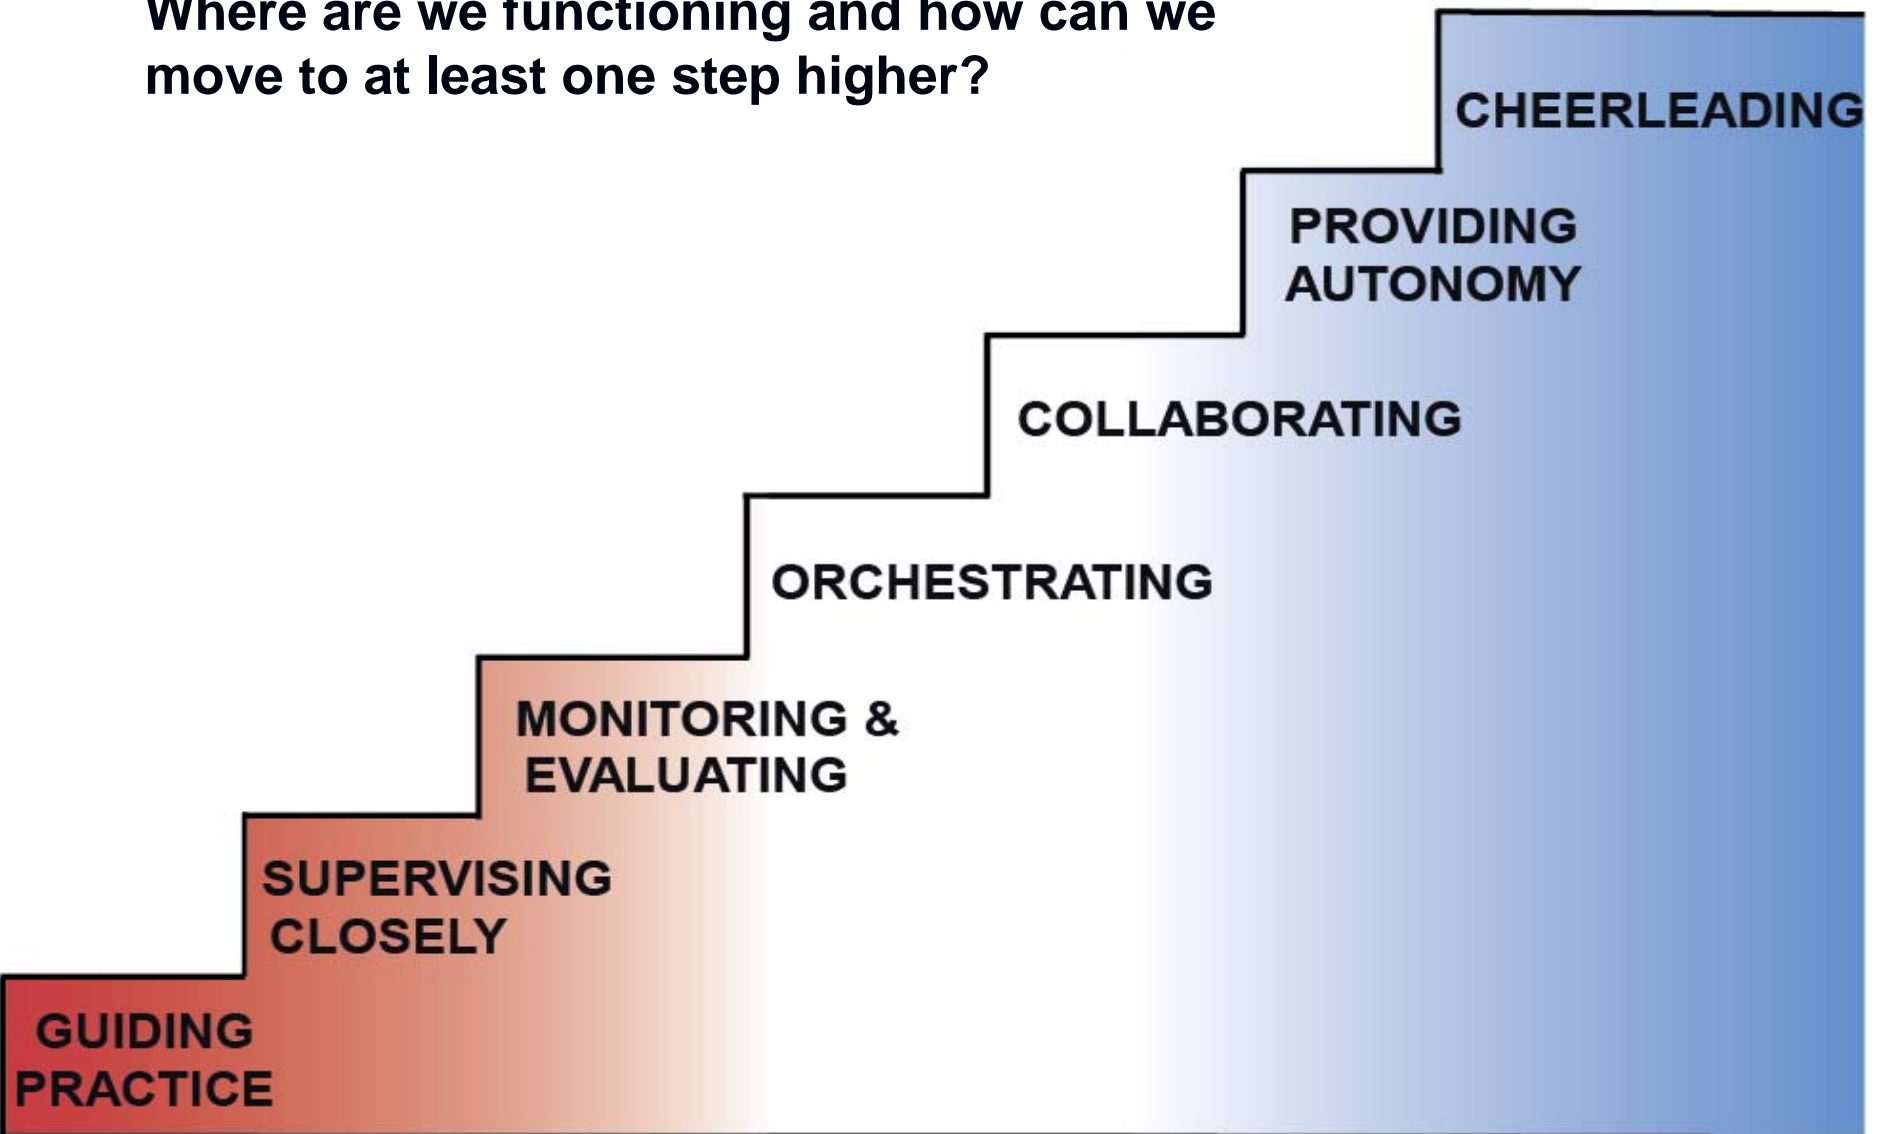 Where are we functioning and how can we
move to at least one step higher?
CHEERLEADING
PROVIDING
AUTONOMY
COLLABORATING
ORCHESTRATING
MONITORING &
EVALUATING
SUPERVISING
CLOSELY
GUIDING
PRACTICE